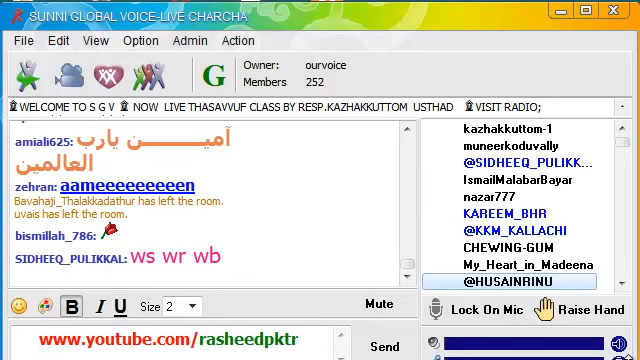 SUNNI GLOBAL VOICE-LIVE CHARCHA
File Edit View Option Admin Action
Owner: ourvoice
Members 252
G
WELCOME TO S G V NOW LIVE THASAVVUF CLASS BY RESP.KAZHAKKUTTOM USTHAD VISIT RADIO;
amiali625: آميـــــــــــن يارب
العالمين
zehran: aameeeeeeeeen
Bavahaji_Thalakkadathur has left the room.
uvais has left the room.
bismillah_786:
SIDHEEQ_PULIKKAL: ws wr wb
kazhakkuttom-1
muneerkoduvally
@SIDHEEQ_PULIKK...
IsmailMalabarBayar
nazar777
KAREEM_BHR
@KKM_KALLACHI
CHEWING-GUM
My_Heart_in_Madeena
@HUSAINRINU
B I U Size 2 Mute
Lock On Mic Raise Hand
www.youtube.com/rasheedpktr
Send